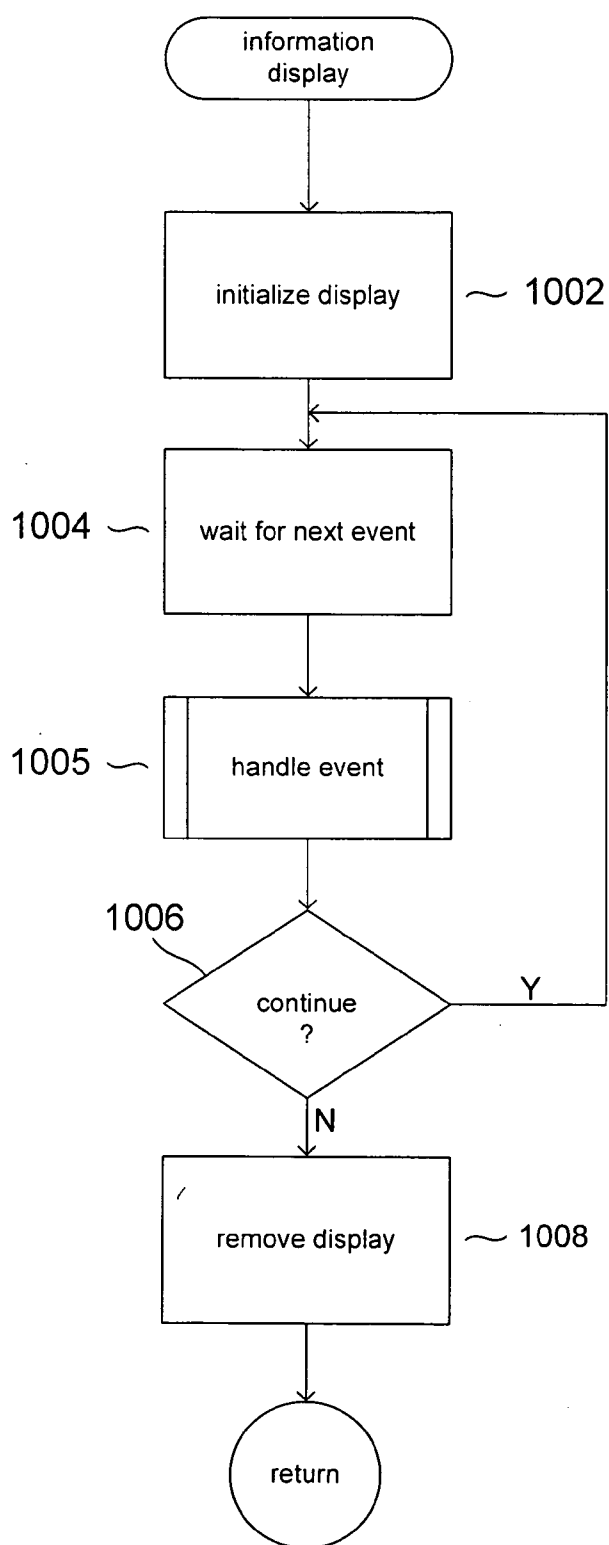 information
display
initialize display
1002
1004
wait for next event
1005
handle event
1006
continue
?
Y
N
remove display
1008
return